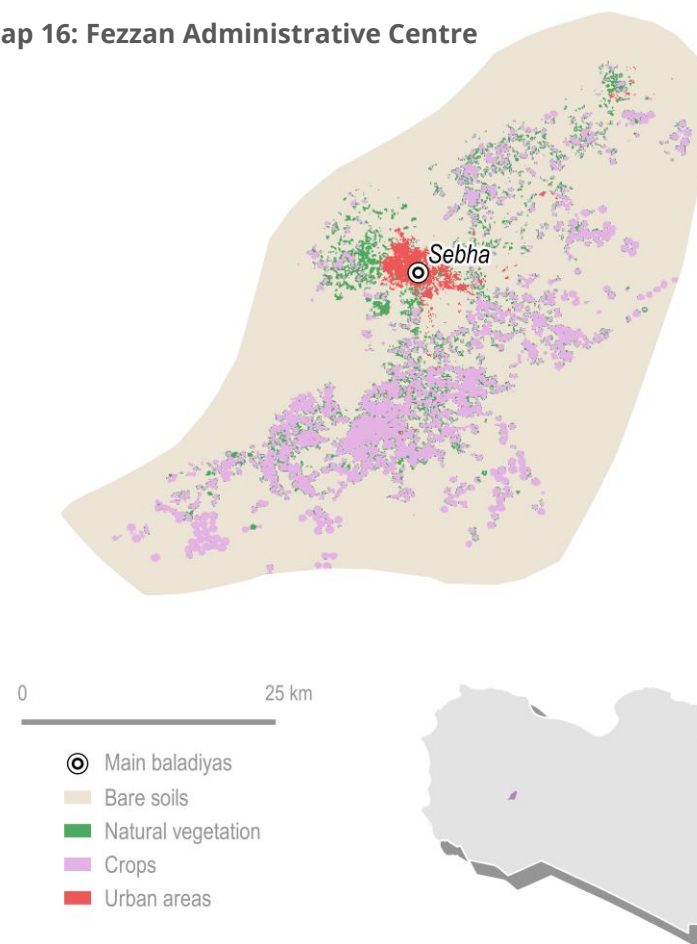 ap 16: Fezzan Administrative Centre
Sebha
0 25 km
Main baladiyas
Bare soils
Natural vegetation
Crops
Urban areas